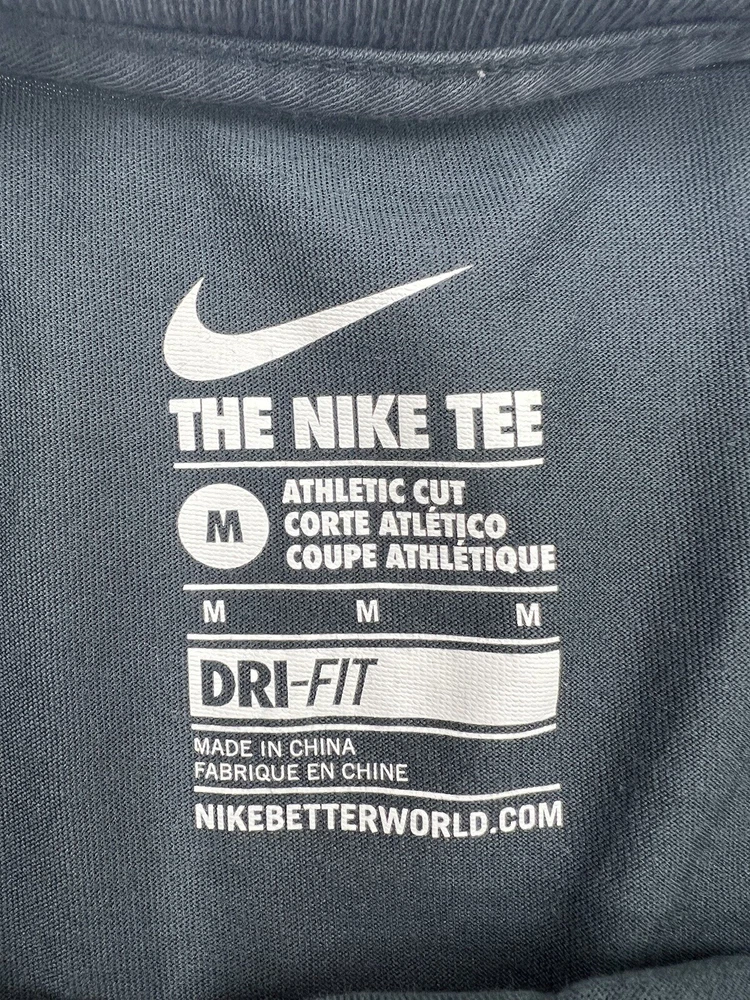 THE NIKE TEE
M
ATHLETIC CUT
CORTE ATLÉTICO
COUPE ATHLÉTIQUE
M M M
DRI-FIT
MADE IN CHINA
FABRIQUE EN CHINE
NIKEBETTERWORLD.COM